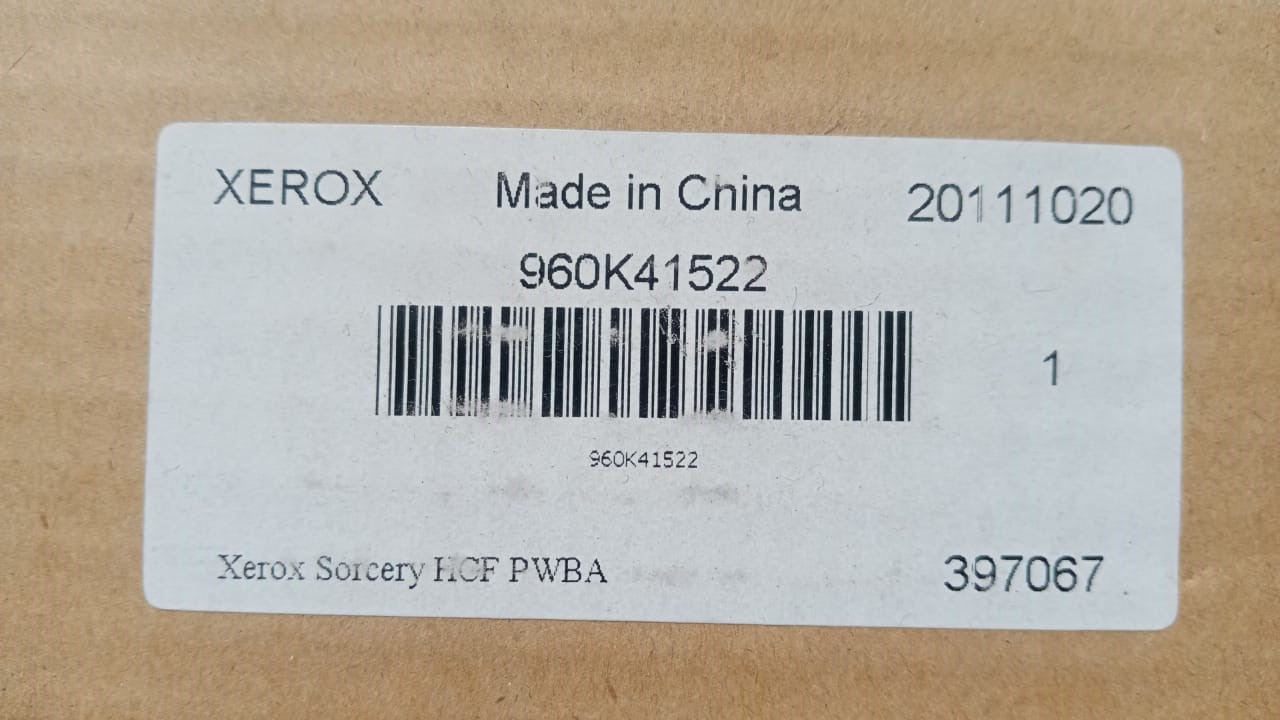 XEROX Made in China 20111020
960K41522
1
960K41522
Xerox Sorcery HCF PWBA 397067